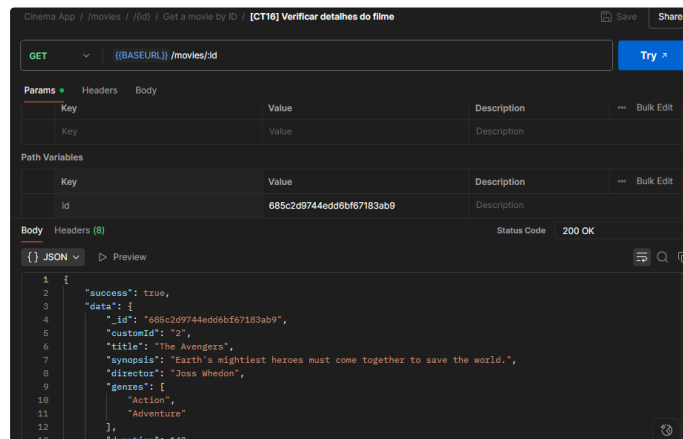 Cinema App / /movies / /{id} / Get a movie by ID / [CT16] Verificar detalhes do filme Save Share
GET {{BASEURL}} /movies/:id Try
Params Headers Body
Key Value Description Bulk Edit
Key Value Description
Path Variables
Key Value Description Bulk Edit
id 685c2d9744edd6bf67183ab9 Description
Body Headers (8) Status Code 200 OK
{} JSON Preview
1 {
2 "success": true,
3 "data": {
4 "_id": "685c2d9744edd6bf67183ab9",
5 "customId": "2",
6 "title": "The Avengers",
7 "synopsis": "Earth's mightiest heroes must come together to save the world.",
8 "director": "Joss Whedon",
9 "genres": [
10 "Action",
11 "Adventure"
12 ],